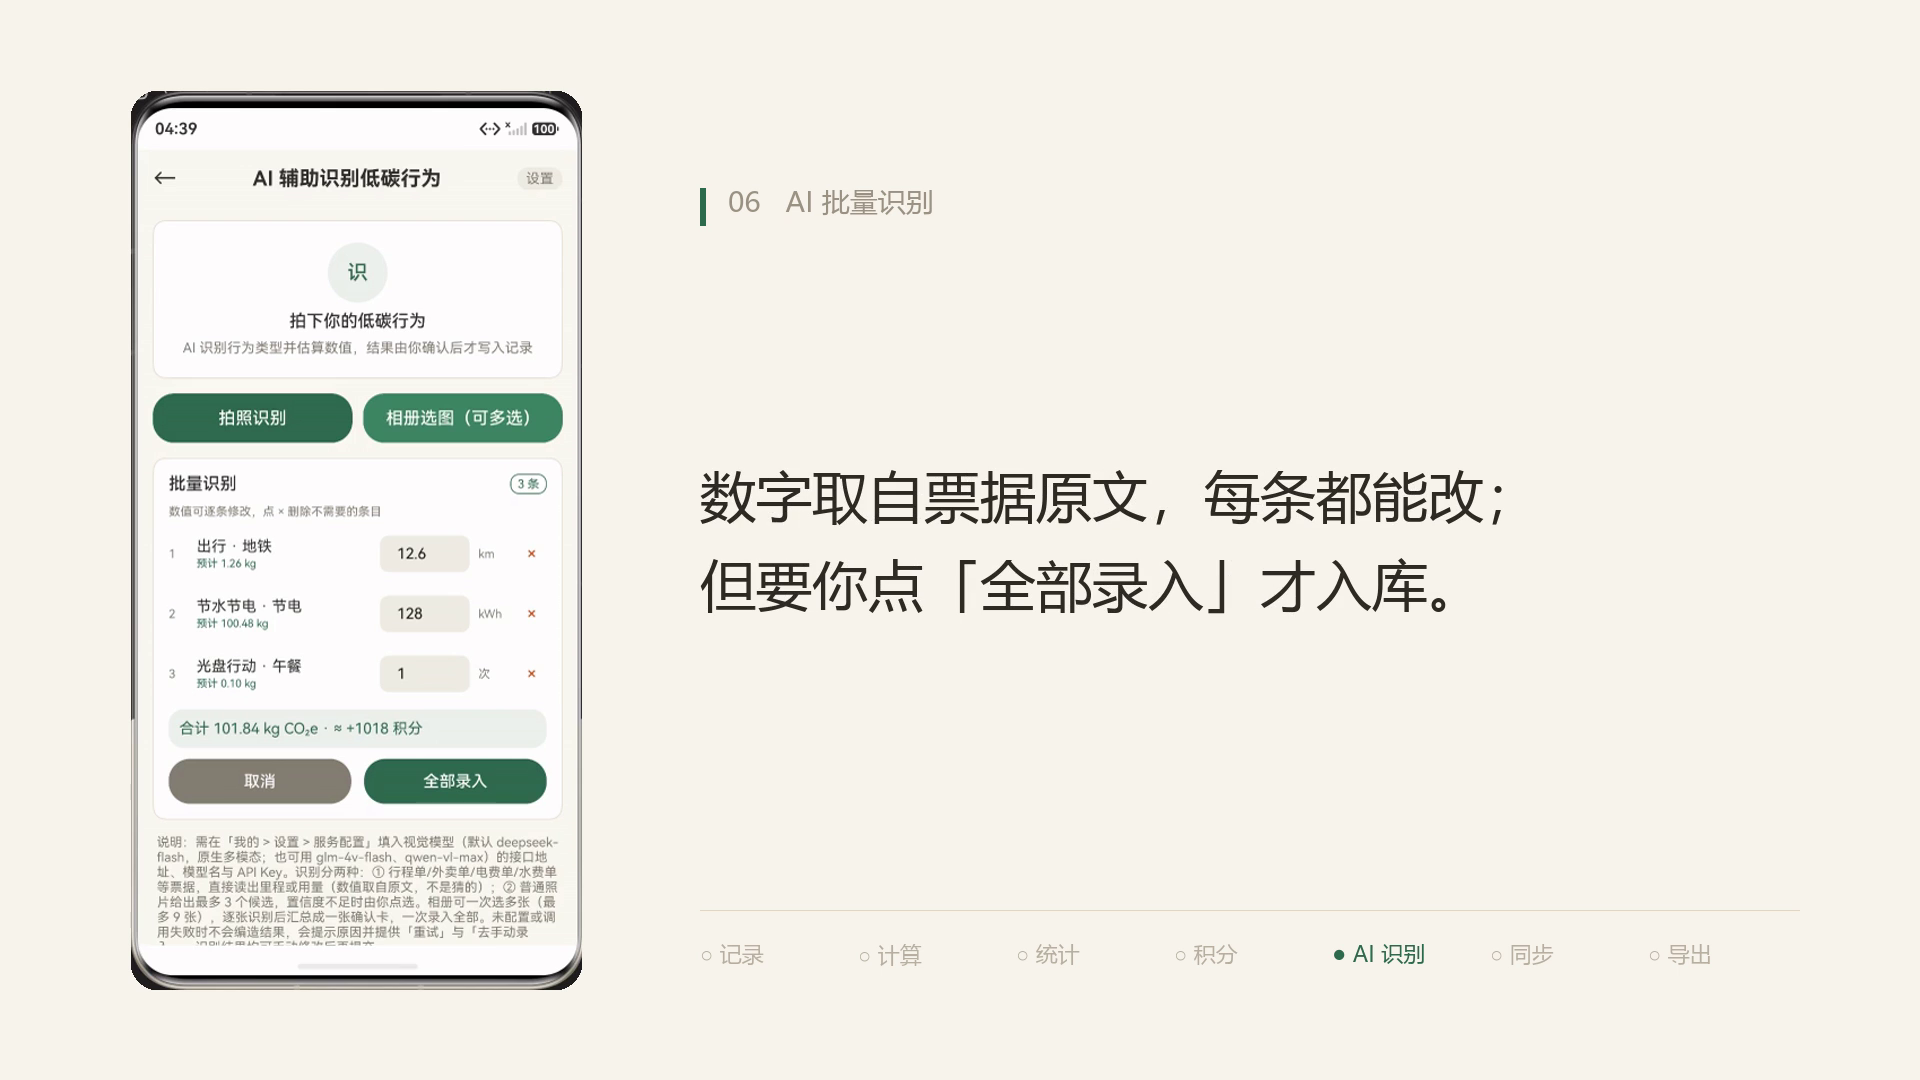 04:39
100
AI 辅助识别低碳行为
设置
识
拍下你的低碳行为
AI 识别行为类型并估算数值，结果由你确认后才写入记录
拍照识别
相册选图（可多选）
批量识别
3 条
数值可逐条修改，点 × 删除不需要的条目
1 出行 · 地铁 12.6 km ×
预计 1.26 kg
2 节水节电 · 节电 128 kWh ×
预计 100.48 kg
3 光盘行动 · 午餐 1 次 ×
预计 0.10 kg
合计 101.84 kg CO₂e · ≈ +1018 积分
取消
全部录入
说明：需在「我的 > 设置 > 服务配置」填入视觉模型（默认 deepseek-
flash，原生多模态；也可用 glm-4v-flash、qwen-vl-max）的接口地
址、模型名与 API Key。识别分两种：① 行程单/外卖单/电费单/水费单
等票据，直接读出里程或用量（数值取自原文，不是猜的）；② 普通照
片给出最多 3 个候选，置信度不足时由你点选。相册可一次选多张（最
多 9 张），逐张识别后汇总成一张确认卡，一次录入全部。未配置或调
用失败时不会编造结果，会提示原因并提供「重试」与「去手动录
06 AI 批量识别
数字取自票据原文，每条都能改；
但要你点「全部录入」才入库。
○ 记录
○ 计算
○ 统计
○ 积分
● AI 识别
○ 同步
○ 导出